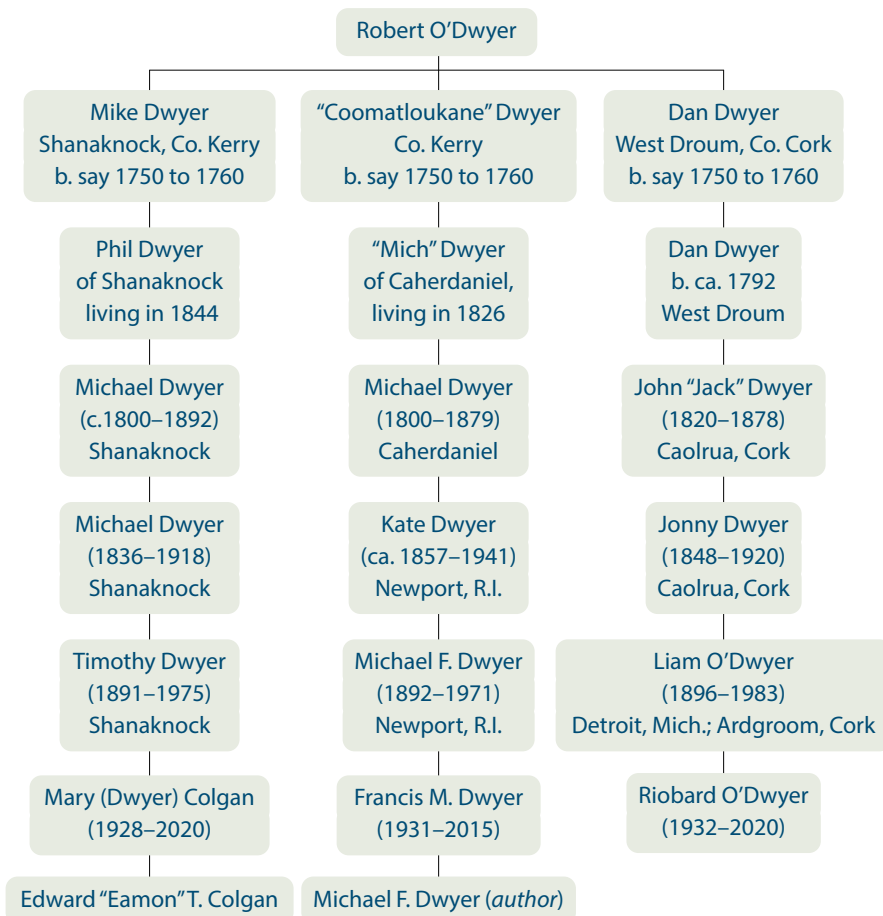 Robert O’Dwyer
Mike Dwyer
Shanaknock, Co. Kerry
b. say 1750 to 1760
“Coomatloukane” Dwyer
Co. Kerry
b. say 1750 to 1760
Dan Dwyer
West Droum, Co. Cork
b. say 1750 to 1760
Phil Dwyer
of Shanaknock
living in 1844
“Mich” Dwyer
of Caherdaniel,
living in 1826
Dan Dwyer
b. ca. 1792
West Droum
Michael Dwyer
(c.1800–1892)
Shanaknock
Michael Dwyer
(1800–1879)
Caherdaniel
John “Jack” Dwyer
(1820–1878)
Caolrua, Cork
Michael Dwyer
(1836–1918)
Shanaknock
Kate Dwyer
(ca. 1857–1941)
Newport, R.I.
Jonny Dwyer
(1848–1920)
Caolrua, Cork
Timothy Dwyer
(1891–1975)
Shanaknock
Michael F. Dwyer
(1892–1971)
Newport, R.I.
Liam O’Dwyer
(1896–1983)
Detroit, Mich.; Ardgroom, Cork
Mary (Dwyer) Colgan
(1928–2020)
Francis M. Dwyer
(1931–2015)
Riobard O’Dwyer
(1932–2020)
Edward “Eamon” T. Colgan
Michael F. Dwyer (author)